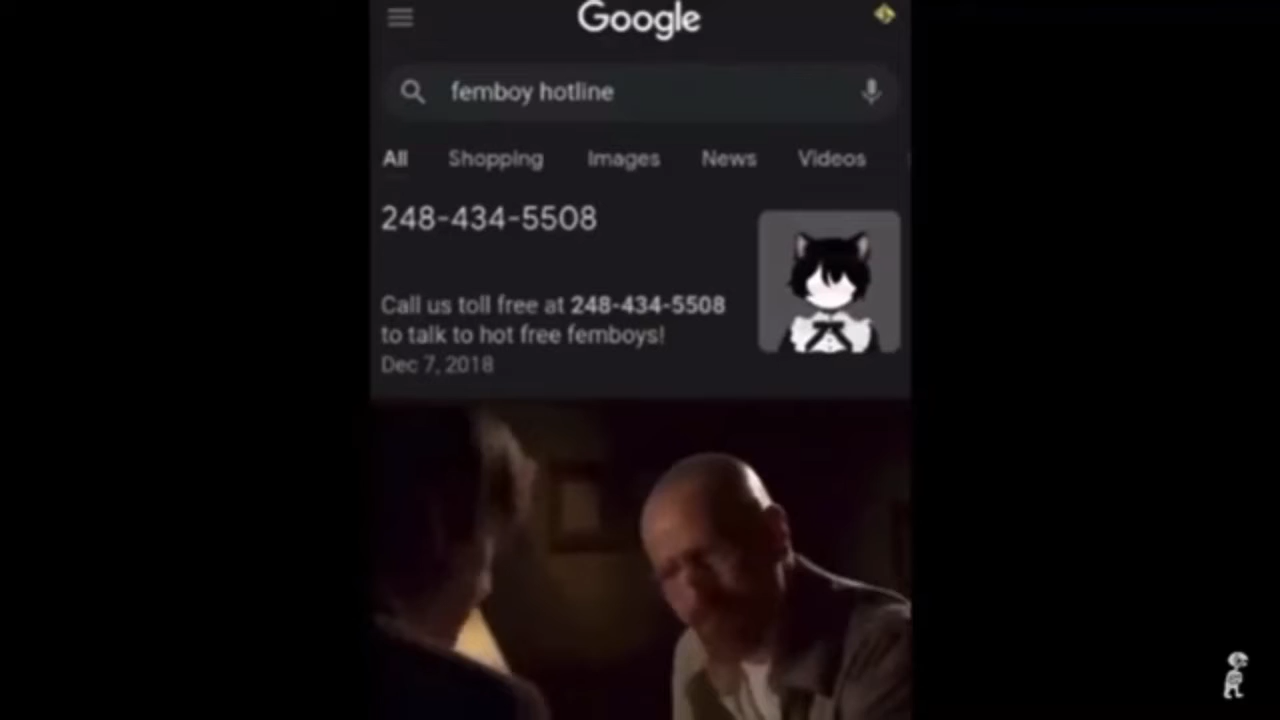 Google
femboy hotline
All Shopping Images News Videos
248-434-5508
Call us toll free at 248-434-5508
to talk to hot free femboys!
Dec 7, 2018